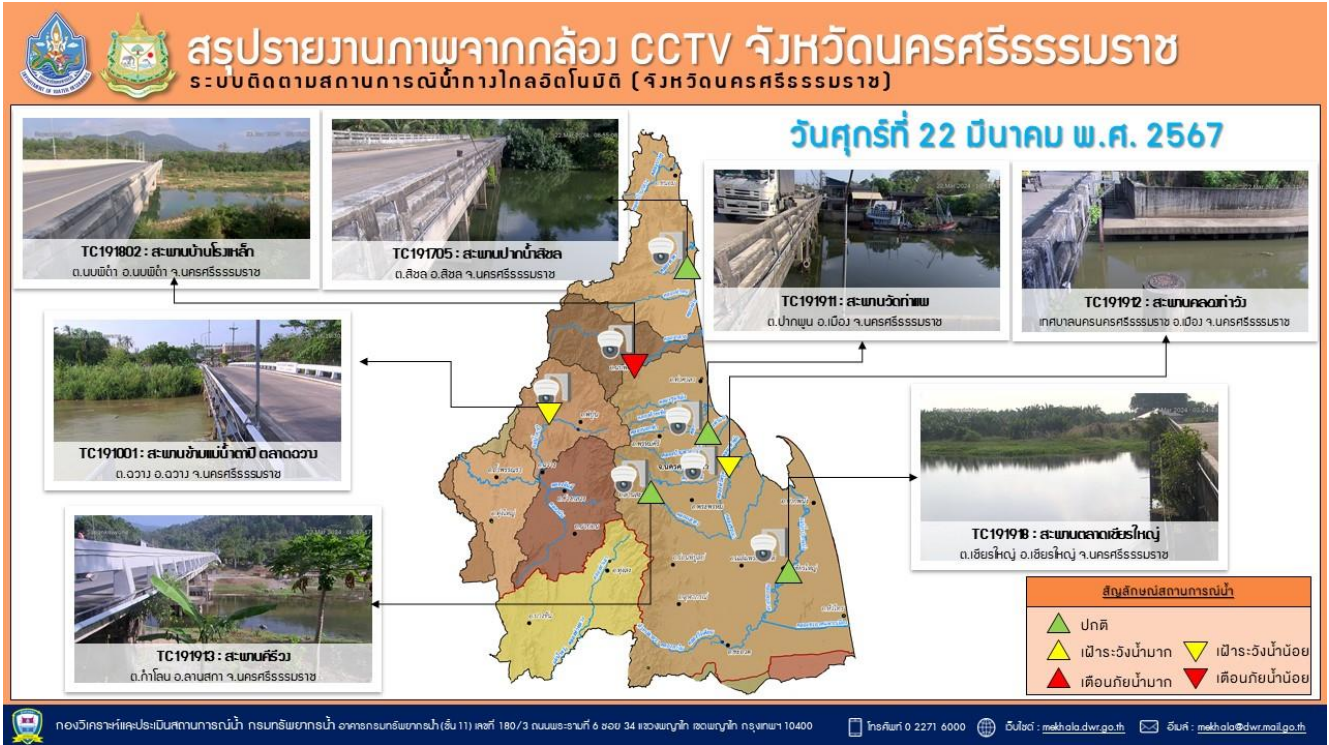 สรุปรายงานภาพจากกล้อง CCTV จังหวัดนครศรีธรรมราช
ระบบติดตามสถานการณ์น้ำทางไกลอัตโนมัติ (จังหวัดนครศรีธรรมราช)
วันศุกร์ที่ 22 มีนาคม พ.ศ. 2567
TC191802 : สะพานบ้านโรงเหล็ก
ต.นบพิตำ อ.นบพิตำ จ.นครศรีธรรมราช
TC191705 : สะพานปากน้ำสิชล
ต.สิชล อ.สิชล จ.นครศรีธรรมราช
TC191911 : สะพานวัดท่าแพ
ต.ปากพูน อ.เมือง จ.นครศรีธรรมราช
TC191912 : สะพานคลองท่าวัง
เทศบาลนครนครศรีธรรมราช อ.เมือง จ.นครศรีธรรมราช
TC191001 : สะพานข้ามแม่น้ำตาปี ตลาดฉวาง
ต.ฉวาง อ.ฉวาง จ.นครศรีธรรมราช
TC191918 : สะพานตลาดเชียรใหญ่
ต.เชียรใหญ่ อ.เชียรใหญ่ จ.นครศรีธรรมราช
TC191913 : สะพานคีรีวง
ต.กำโลน อ.ลานสกา จ.นครศรีธรรมราช
สัญลักษณ์สถานการณ์น้ำ
ปกติ
เฝ้าระวังน้ำมาก เฝ้าระวังน้ำน้อย
เตือนภัยน้ำมาก เตือนภัยน้ำน้อย
กองวิเคราะห์และประเมินสถานการณ์น้ำ กรมทรัพยากรน้ำ อาคารกรมทรัพยากรน้ำ (ชั้น 11) เลขที่ 180/3 ถนนพระรามที่ 6 ซอย 34 แขวงพญาไท เขตพญาไท กรุงเทพฯ 10400 โทรศัพท์ 0 2271 6000 เว็บไซต์ : mekhala.dwr.go.th อีเมล์ : mekhala@dwr.mail.go.th